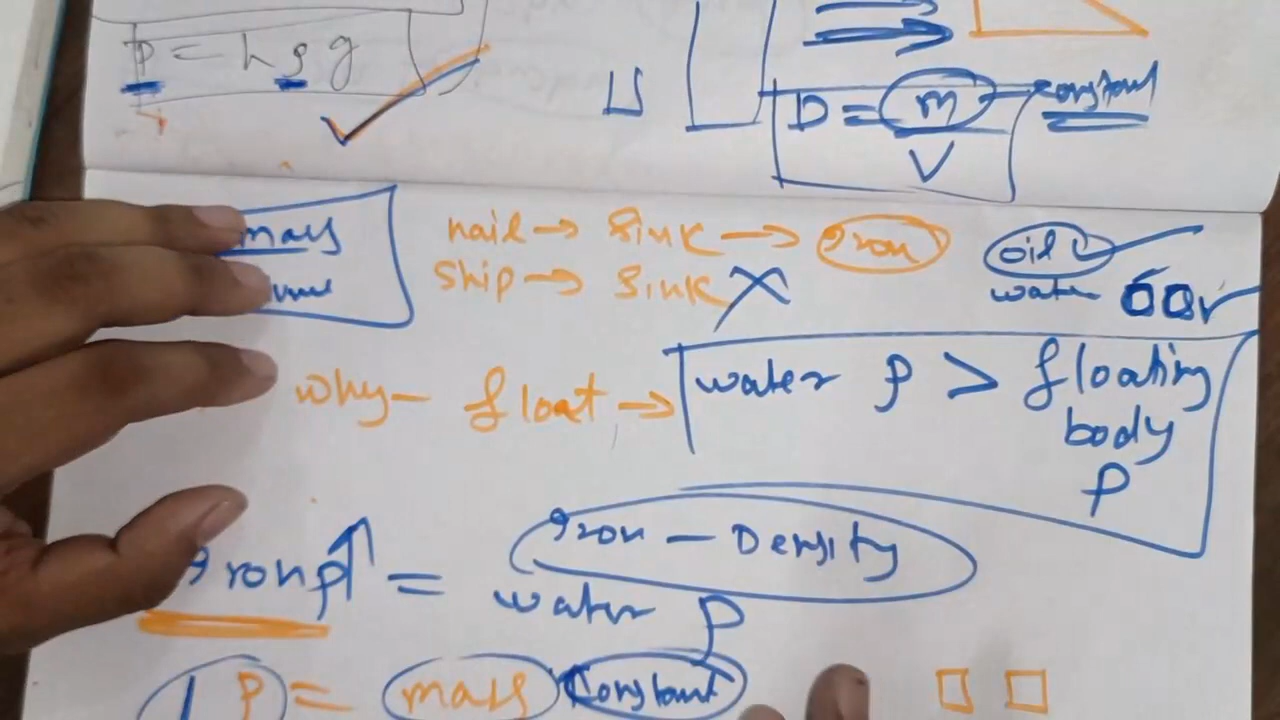 P = hρg
D = m constant
V
mass
nail → sink → Iron
ship → sink X
oil
water
why - float → water ρ > floating
body
ρ
Iron ρ↑ = Iron - Density
water ρ
ρ = mass constant